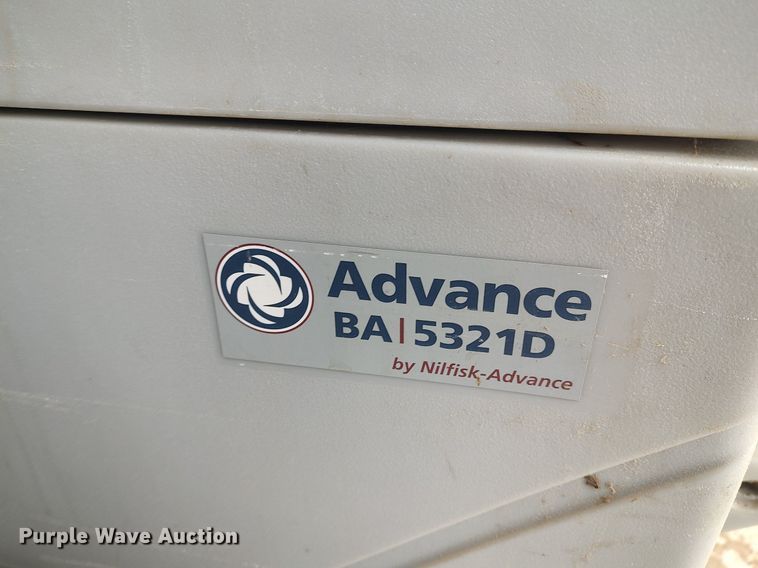 Advance
BA|5321D
by Nilfisk-Advance
Purple Wave Auction®